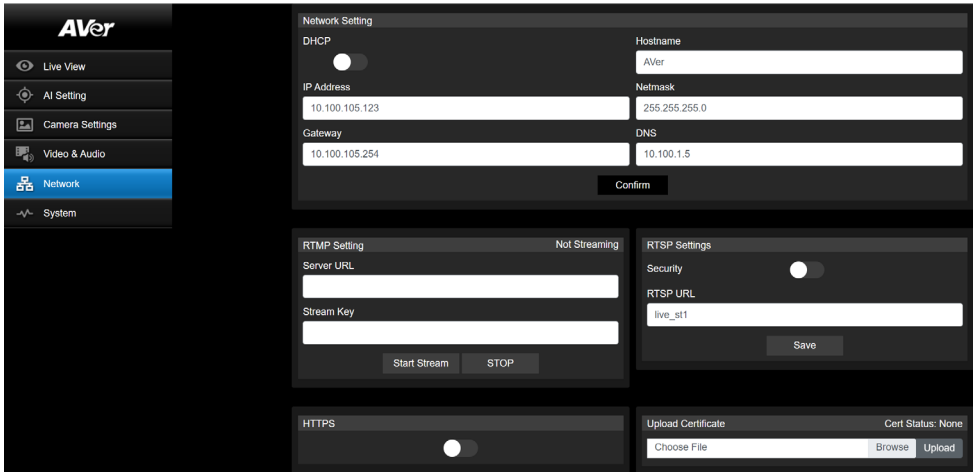 AVer
Live View
AI Setting
Camera Settings
Video & Audio
Network
System
Network Setting
DHCP
Hostname
AVer
IP Address
Netmask
10.100.105.123
255.255.255.0
Gateway
DNS
10.100.105.254
10.100.1.5
Confirm
RTMP Setting
Not Streaming
Server URL
Stream Key
Start Stream
STOP
RTSP Settings
Security
RTSP URL
live_st1
Save
HTTPS
Upload Certificate
Cert Status: None
Choose File
Browse
Upload